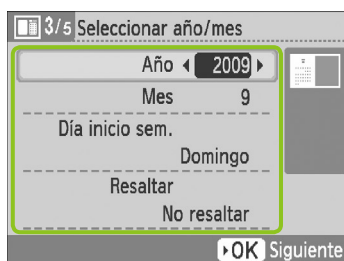 3/5 Seleccionar año/mes
Año 2009
Mes 9
Día inicio sem.
Domingo
Resaltar
No resaltar
OK Siguiente